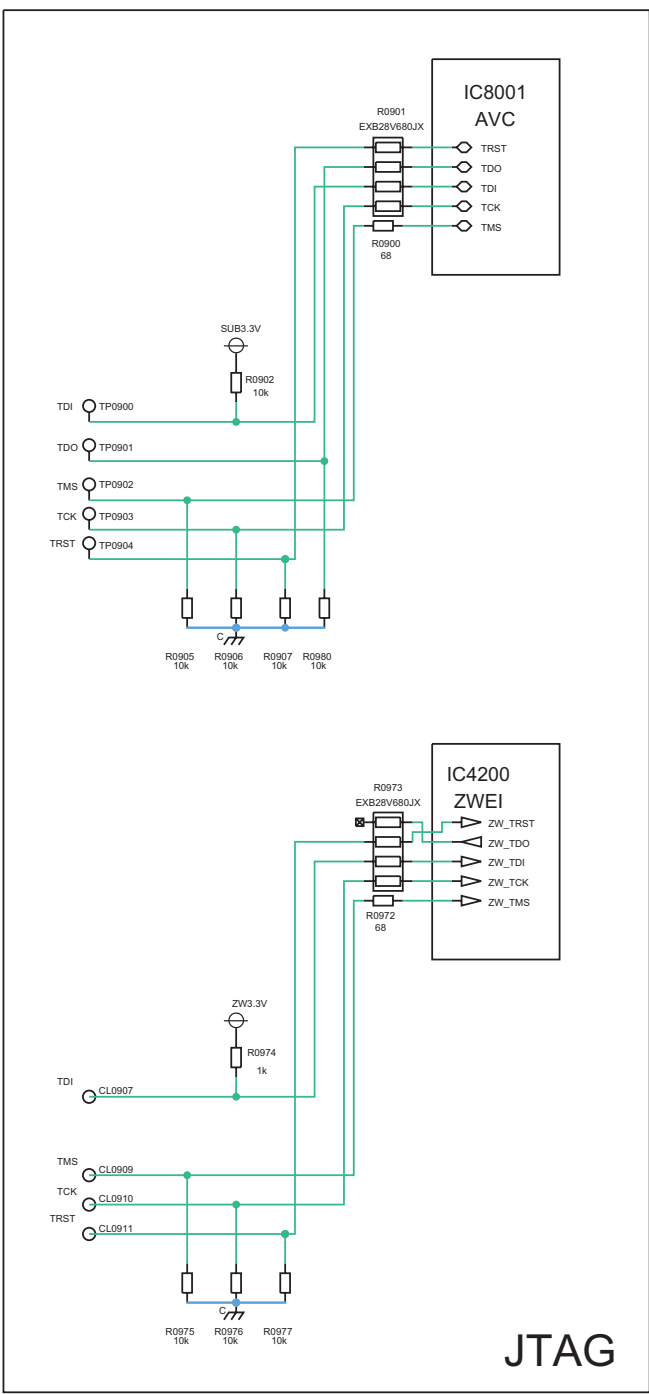 IC8001
AVC
R0901
EXB28V680JX
TRST
TDO
TDI
TCK
TMS
R0900
68
SUB3.3V
R0902
10k
TDI TP0900
TDO TP0901
TMS TP0902
TCK TP0903
TRST TP0904
C
R0905 R0906 R0907 R0980
10k 10k 10k 10k
IC4200
ZWEI
R0973
EXB28V680JX
ZW_TRST
ZW_TDO
ZW_TDI
ZW_TCK
ZW_TMS
R0972
68
ZW3.3V
R0974
1k
TDI
CL0907
TMS
CL0909
TCK
CL0910
TRST
CL0911
C
R0975 R0976 R0977
10k 10k 10k
JTAG